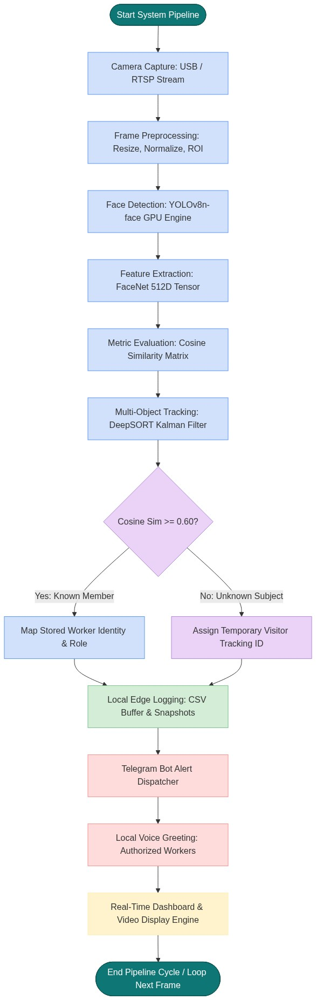 Start System Pipeline
Camera Capture: USB /
RTSP Stream
Frame Preprocessing:
Resize, Normalize, ROI
Face Detection: YOLOv8n-
face GPU Engine
Feature Extraction:
FaceNet 512D Tensor
Metric Evaluation: Cosine
Similarity Matrix
Multi-Object Tracking:
DeepSORT Kalman Filter
Cosine Sim >= 0.60?
Yes: Known Member
No: Unknown Subject
Map Stored Worker Identity
& Role
Assign Temporary Visitor
Tracking ID
Local Edge Logging: CSV
Buffer & Snapshots
Telegram Bot Alert
Dispatcher
Local Voice Greeting:
Authorized Workers
Real-Time Dashboard &
Video Display Engine
End Pipeline Cycle / Loop
Next Frame